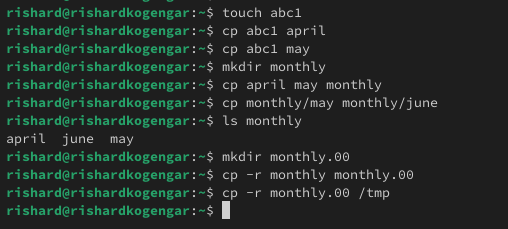 rishard@rishardkogengar:~$ touch abc1
rishard@rishardkogengar:~$ cp abc1 april
rishard@rishardkogengar:~$ cp abc1 may
rishard@rishardkogengar:~$ mkdir monthly
rishard@rishardkogengar:~$ cp april may monthly
rishard@rishardkogengar:~$ cp monthly/may monthly/june
rishard@rishardkogengar:~$ ls monthly
april  june  may
rishard@rishardkogengar:~$ mkdir monthly.00
rishard@rishardkogengar:~$ cp -r monthly monthly.00
rishard@rishardkogengar:~$ cp -r monthly.00 /tmp
rishard@rishardkogengar:~$